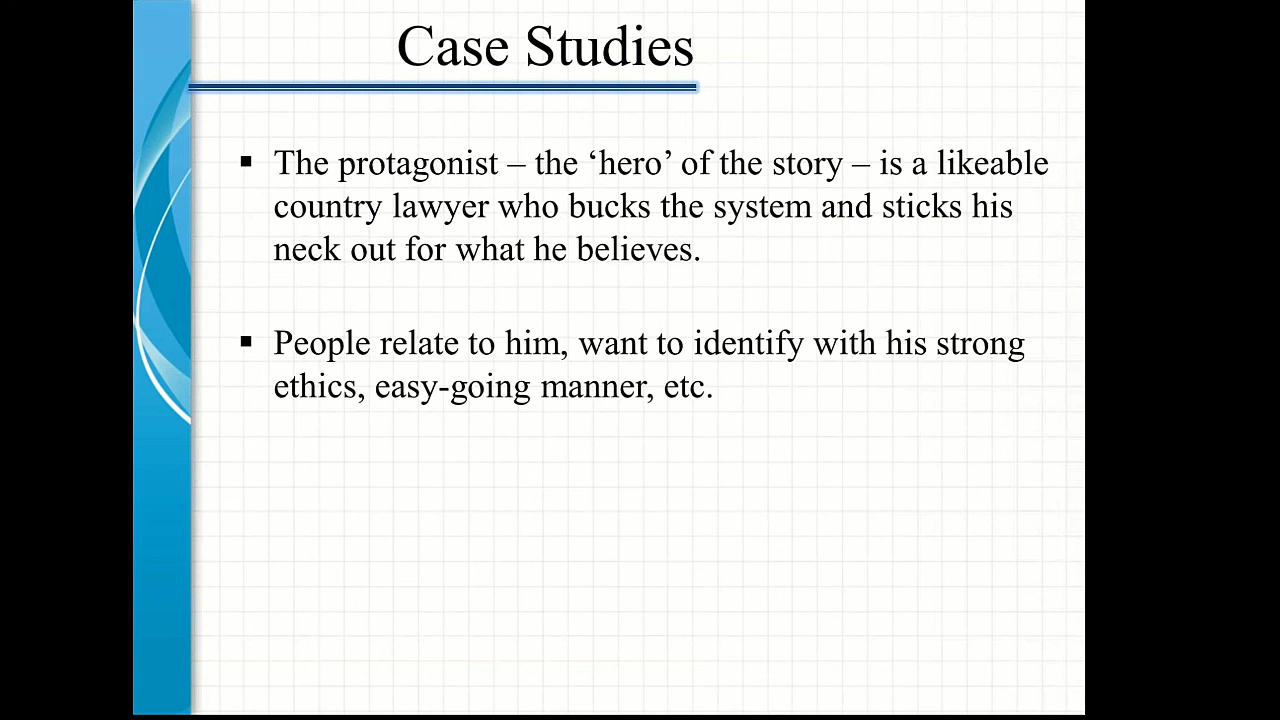 Case Studies
▪ The protagonist – the ‘hero’ of the story – is a likeable
country lawyer who bucks the system and sticks his
neck out for what he believes.
▪ People relate to him, want to identify with his strong
ethics, easy-going manner, etc.